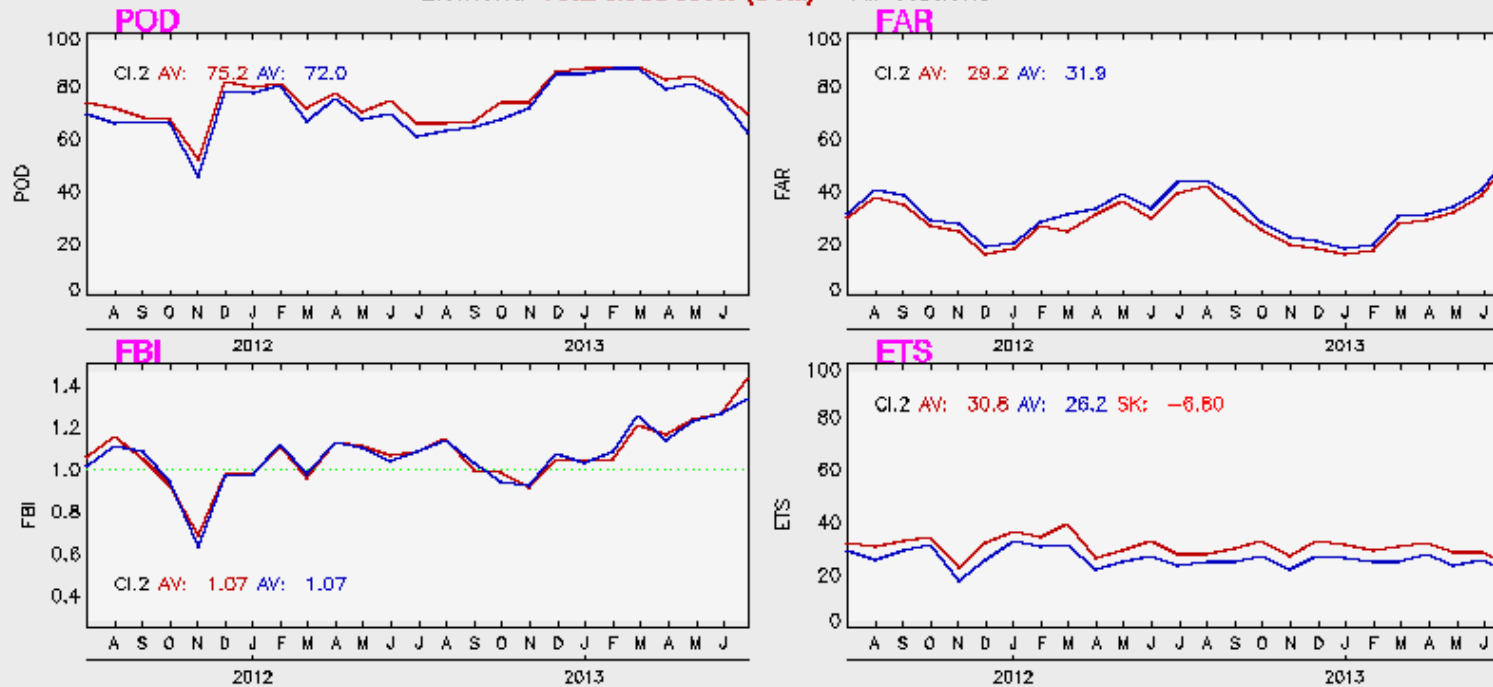 POD
100
80
60
40
20
0
POD
Cl.2 AV: 75.2 AV: 72.0
A S O N D J F M A M J J A S O N D J F M A M J
2012 2013
FAR
100
80
60
40
20
0
FAR
Cl.2 AV: 29.2 AV: 31.9
A S O N D J F M A M J J A S O N D J F M A M J
2012 2013
FBI
1.4
1.2
1.0
0.8
0.6
0.4
FBI
Cl.2 AV: 1.07 AV: 1.07
A S O N D J F M A M J J A S O N D J F M A M J
2012 2013
ETS
100
80
60
40
20
0
ETS
Cl.2 AV: 30.8 AV: 26.2 SK: -6.80
A S O N D J F M A M J J A S O N D J F M A M J
2012 2013